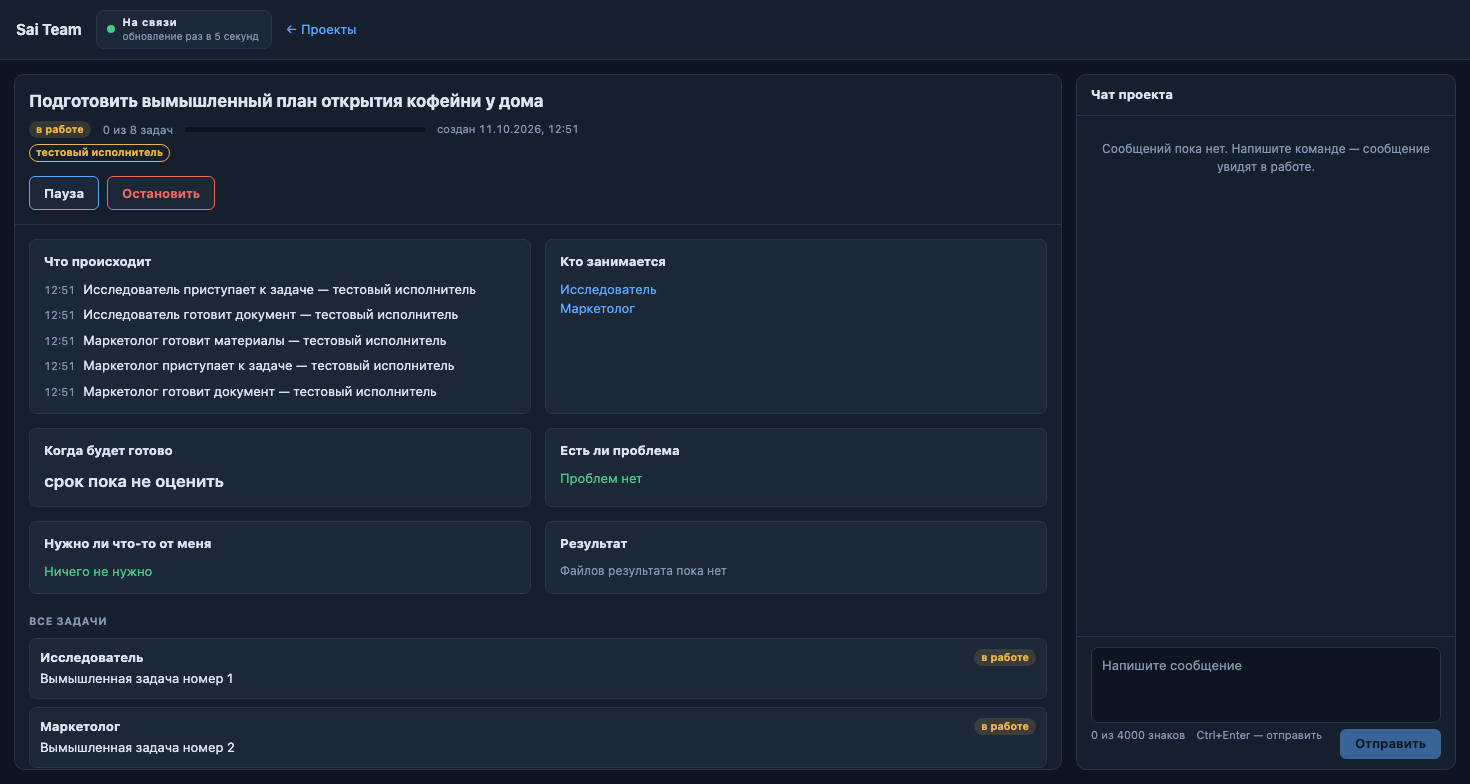 Sai Team
На связи
обновление раз в 5 секунд
← Проекты
Подготовить вымышленный план открытия кофейни у дома
в работе 0 из 8 задач создан 11.10.2026, 12:51
тестовый исполнитель
Пауза Остановить
Что происходит
12:51 Исследователь приступает к задаче — тестовый исполнитель
12:51 Исследователь готовит документ — тестовый исполнитель
12:51 Маркетолог готовит материалы — тестовый исполнитель
12:51 Маркетолог приступает к задаче — тестовый исполнитель
12:51 Маркетолог готовит документ — тестовый исполнитель
Кто занимается
Исследователь
Маркетолог
Когда будет готово
срок пока не оценить
Есть ли проблема
Проблем нет
Нужно ли что-то от меня
Ничего не нужно
Результат
Файлов результата пока нет
ВСЕ ЗАДАЧИ
Исследователь в работе
Вымышленная задача номер 1
Маркетолог в работе
Вымышленная задача номер 2
Чат проекта
Сообщений пока нет. Напишите команде — сообщение
увидят в работе.
Напишите сообщение
0 из 4000 знаков Ctrl+Enter — отправить
Отправить